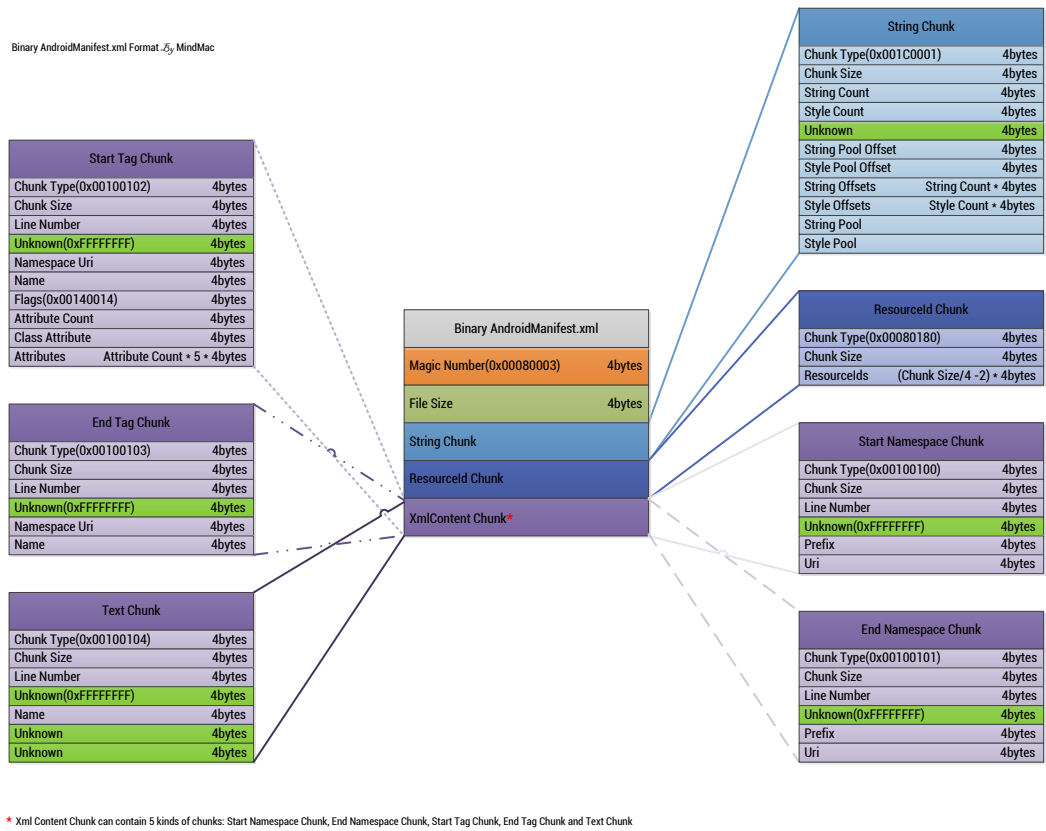 Binary AndroidManifest.xml Format By MindMac
Start Tag Chunk
Chunk Type(0x00100102) 4bytes
Chunk Size 4bytes
Line Number 4bytes
Unknown(0xFFFFFFFF) 4bytes
Namespace Uri 4bytes
Name 4bytes
Flags(0x00140014) 4bytes
Attribute Count 4bytes
Class Attribute 4bytes
Attributes Attribute Count * 5 * 4bytes
End Tag Chunk
Chunk Type(0x00100103) 4bytes
Chunk Size 4bytes
Line Number 4bytes
Unknown(0xFFFFFFFF) 4bytes
Namespace Uri 4bytes
Name 4bytes
Text Chunk
Chunk Type(0x00100104) 4bytes
Chunk Size 4bytes
Line Number 4bytes
Unknown(0xFFFFFFFF) 4bytes
Name 4bytes
Unknown 4bytes
Unknown 4bytes
Binary AndroidManifest.xml
Magic Number(0x00080003) 4bytes
File Size 4bytes
String Chunk
ResourceId Chunk
XmlContent Chunk*
String Chunk
Chunk Type(0x001C0001) 4bytes
Chunk Size 4bytes
String Count 4bytes
Style Count 4bytes
Unknown 4bytes
String Pool Offset 4bytes
Style Pool Offset 4bytes
String Offsets String Count * 4bytes
Style Offsets Style Count * 4bytes
String Pool
Style Pool
ResourceId Chunk
Chunk Type(0x00080180) 4bytes
Chunk Size 4bytes
ResourceIds (Chunk Size/4 -2) * 4bytes
Start Namespace Chunk
Chunk Type(0x00100100) 4bytes
Chunk Size 4bytes
Line Number 4bytes
Unknown(0xFFFFFFFF) 4bytes
Prefix 4bytes
Uri 4bytes
End Namespace Chunk
Chunk Type(0x00100101) 4bytes
Chunk Size 4bytes
Line Number 4bytes
Unknown(0xFFFFFFFF) 4bytes
Prefix 4bytes
Uri 4bytes
* Xml Content Chunk can contain 5 kinds of chunks: Start Namespace Chunk, End Namespace Chunk, Start Tag Chunk, End Tag Chunk and Text Chunk